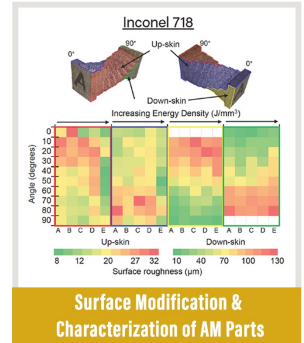 Inconel 718
0°
90°
Up-skin
90°
0°
A
Down-skin
Increasing Energy Density (J/mm³)
Angle (degrees)
0
10
20
30
40
50
60
70
80
90
A B C D E A B C D E A B C D E A B C D E
Up-skin Down-skin
8 12 20 27 32 10 40 70 100 130
Surface roughness (μm)
Surface Modification &
Characterization of AM Parts